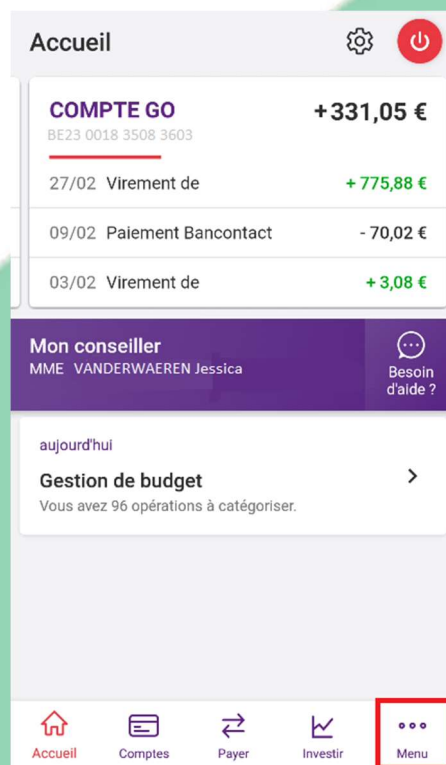 Accueil
COMPTE GO +331,05 €
BE23 0018 3508 3603
27/02 Virement de + 775,88 €
09/02 Paiement Bancontact - 70,02 €
03/02 Virement de + 3,08 €
Mon conseiller
MME VANDERWAEREN Jessica
Besoin
d'aide ?
aujourd'hui
Gestion de budget
Vous avez 96 opérations à catégoriser.
Accueil Comptes Payer Investir Menu